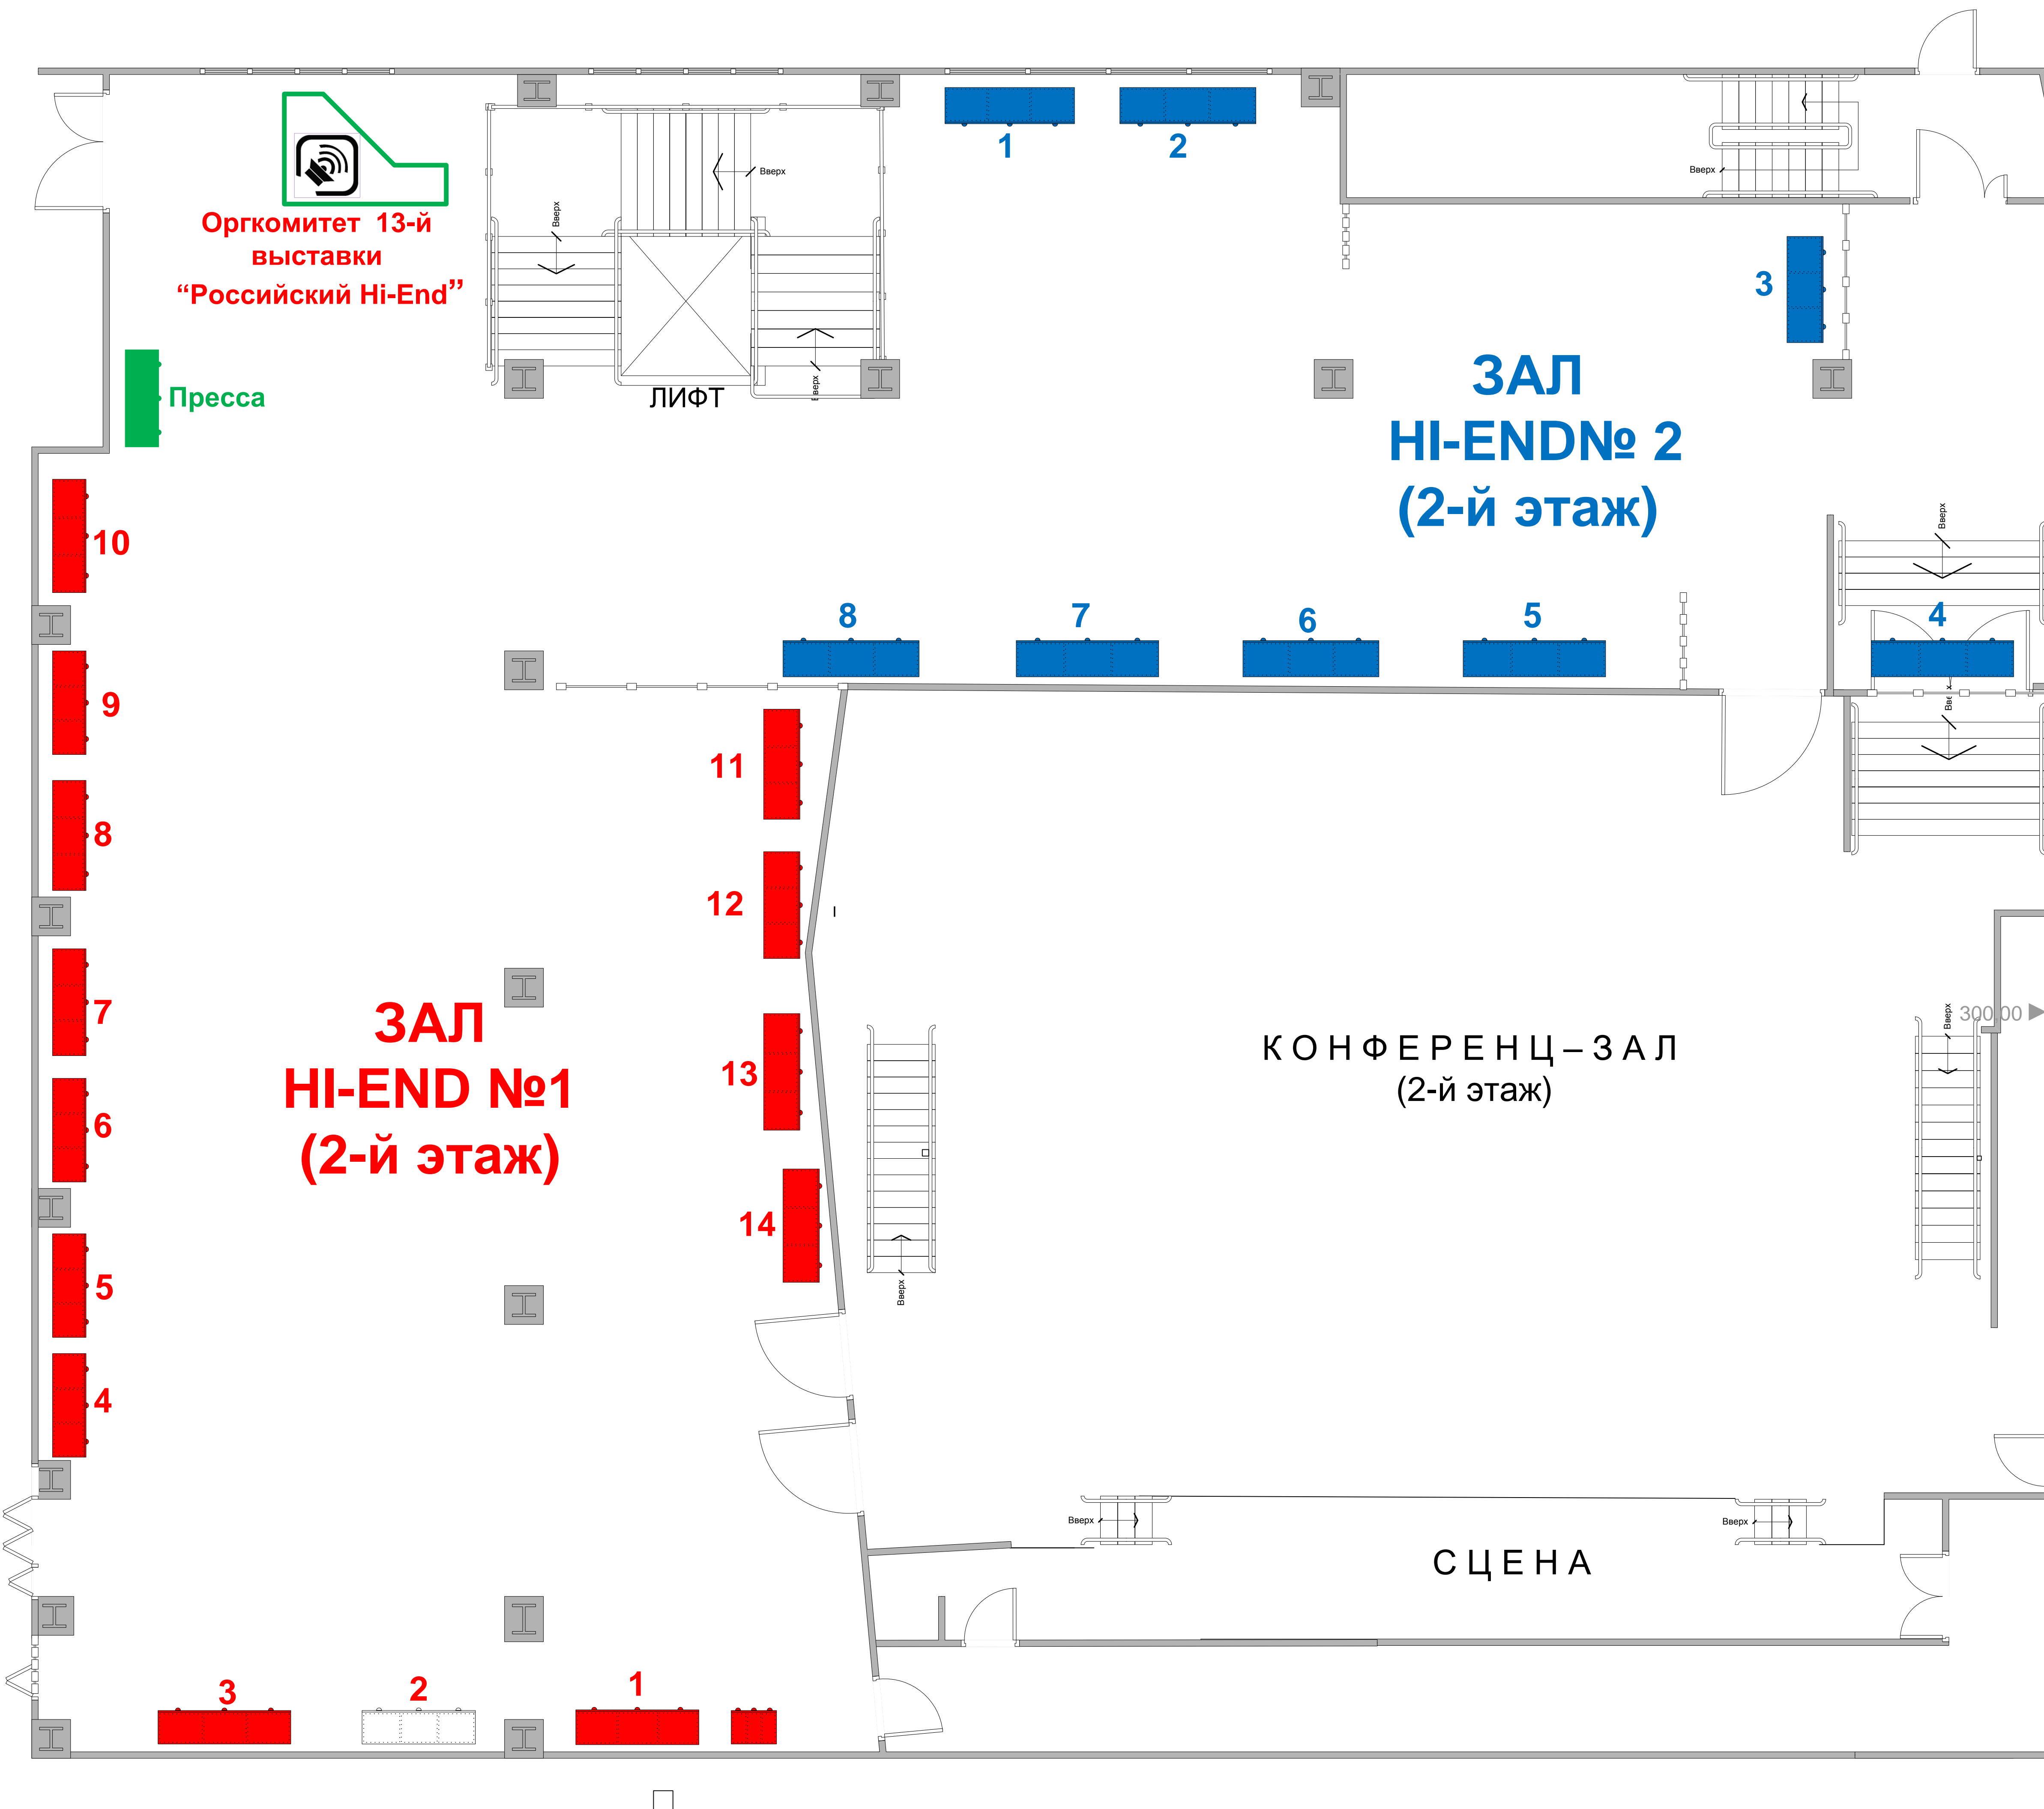 1
2
Вверх
Вверх
Вверх
Оргкомитет 13-й
выставки
“Российский Hi-End”
3
Вверх
ЛИФТ
Пресса
ЗАЛ
HI-END№ 2
(2-й этаж)
10
Вверх
8
7
6
5
4
9
11
8
12
7
6
5
4
ЗАЛ
HI-END №1
(2-й этаж)
13
14
Вверх
КОНФЕРЕНЦ–ЗАЛ
(2-й этаж)
300,00
Вверх
Вверх
Вверх
СЦЕНА
3
2
1